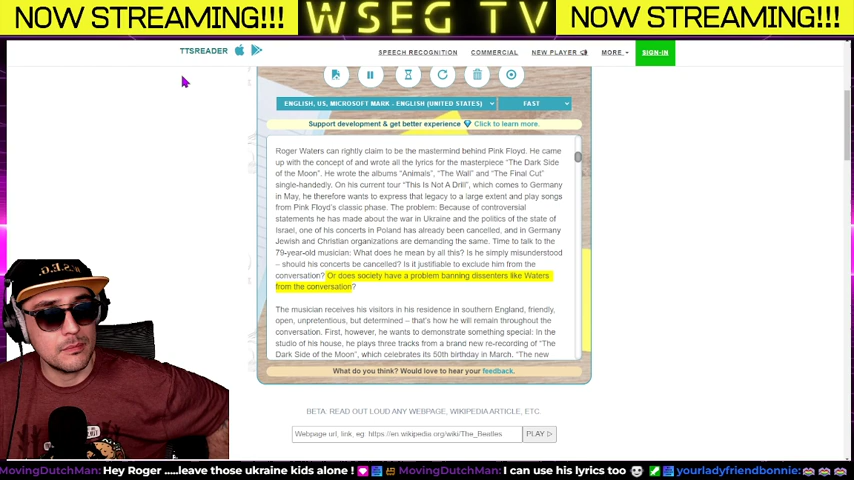 NOW STREAMING!!!
WSEG TV
NOW STREAMING!!!
TTSREADER
SPEECH RECOGNITION
COMMERCIAL
NEW PLAYER
MORE
SIGN-IN
ENGLISH, US, MICROSOFT MARK - ENGLISH (UNITED STATES)
FAST
Support development & get better experience Click to learn more.
Roger Waters can rightly claim to be the mastermind behind Pink Floyd. He came
up with the concept of and wrote all the lyrics for the masterpiece “The Dark Side
of the Moon”. He wrote the albums “Animals”, “The Wall” and “The Final Cut”
single-handedly. On his current tour “This Is Not A Drill”, which comes to Germany
in May, he therefore wants to express that legacy to a large extent and play songs
from Pink Floyd’s classic phase. The problem: Because of controversial
statements he has made about the war in Ukraine and the politics of the state of
Israel, one of his concerts in Poland has already been cancelled, and in Germany
Jewish and Christian organizations are demanding the same. Time to talk to the
79-year-old musician: What does he mean by all this? Is he simply misunderstood
– should his concerts be cancelled? Is it justifiable to exclude him from the
conversation? Or does society have a problem banning dissenters like Waters
from the conversation?
The musician receives his visitors in his residence in southern England, friendly,
open, unpretentious, but determined – that’s how he will remain throughout the
conversation. First, however, he wants to demonstrate something special: In the
studio of his house, he plays three tracks from a brand new re-recording of “The
Dark Side of the Moon”, which celebrates its 50th birthday in March. “The new
What do you think? Would love to hear your feedback.
BETA. READ OUT LOUD ANY WEBPAGE, WIKIPEDIA ARTICLE, ETC.
Webpage url, link, eg: https://en.wikipedia.org/wiki/The_Beatles
PLAY ▷
MovingDutchMan: Hey Roger .....leave those ukraine kids alone ! MovingDutchMan: I can use his lyrics too yourladyfriendbonnie: